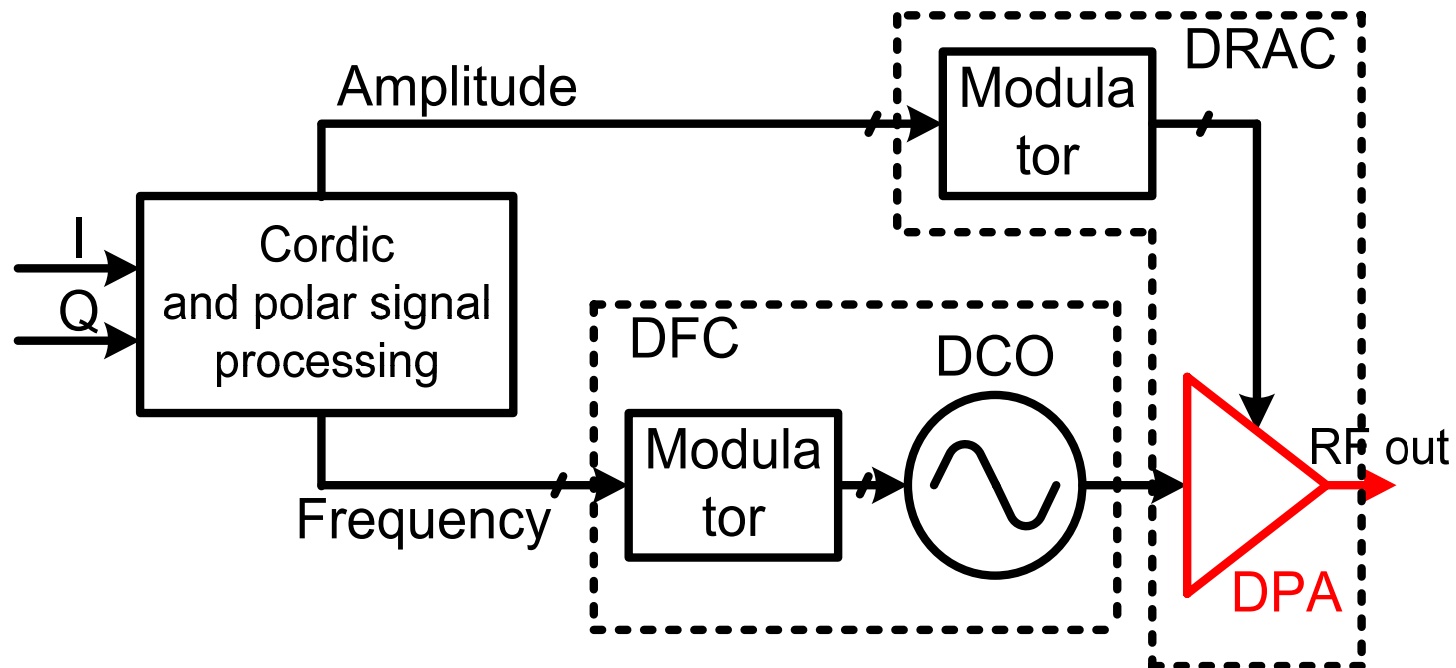 DRAC
Amplitude
Modula
tor
I
Q
Cordic
and polar signal
processing
DFC
DCO
Modula
tor
Frequency
RF out
DPA